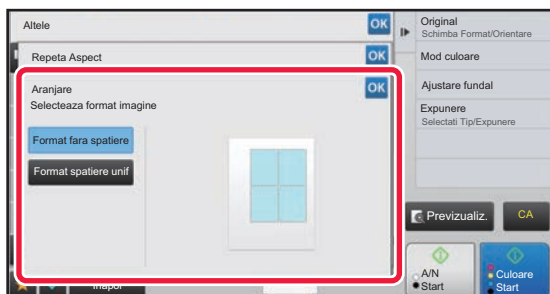 Altele
OK
Repeta Aspect
OK
Aranjare
OK
Selecteaza format imagine
Format fara spatiere
Format spatiere unif
Original
Schimba Format/Orientare
Mod culoare
Ajustare fundal
Expunere
Selectati Tip/Expunere
Previzualiz.
CA
A/N
Start
Culoare
Start
Inapoi